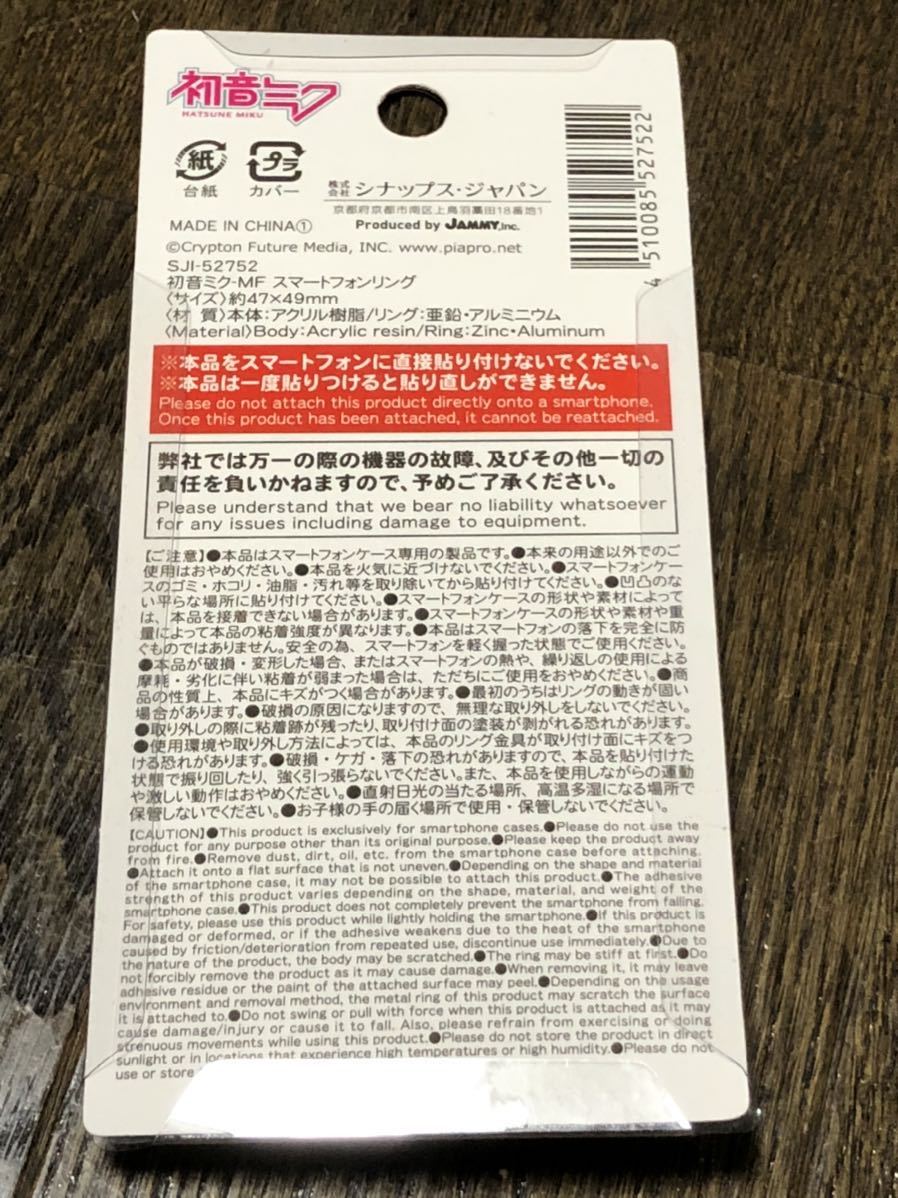 初音ミク
HATSUNE MIKU
紙
台紙
プラ
カバー
株式会社 シナップス・ジャパン
京都府京都市南区上鳥羽藁田18番地1
Produced by JAMMY,Inc.
MADE IN CHINA①
©Crypton Future Media, INC. www.piapro.net
SJI-52752
初音ミク-MF スマートフォンリング
〈サイズ〉約47×49mm
〈材 質〉本体:アクリル樹脂/リング:亜鉛・アルミニウム
〈Material〉Body:Acrylic resin/Ring:Zinc・Aluminum
4510085527522
※本品をスマートフォンに直接貼り付けないでください。
※本品は一度貼りつけると貼り直しができません。
Please do not attach this product directly onto a smartphone.
Once this product has been attached, it cannot be reattached.
弊社では万一の際の機器の故障、及びその他一切の
責任を負いかねますので、予めご了承ください。
Please understand that we bear no liability whatsoever
for any issues including damage to equipment.
【ご注意】●本品はスマートフォンケース専用の製品です。●本来の用途以外でのご
使用はおやめください。●本品を火気に近づけないでください。●スマートフォンケー
スのゴミ・ホコリ・油脂・汚れ等を取り除いてから貼り付けてください。●凹凸のな
い平らな場所に貼り付けてください。●スマートフォンケースの形状や素材によって
は、本品を接着できない場合があります。●スマートフォンケースの形状や素材や重
量によって本品の粘着強度が異なります。●本品はスマートフォンの落下を完全に防
ぐものではありません。安全の為、スマートフォンを軽く握った状態でご使用ください。
●本品が破損・変形した場合、またはスマートフォンの熱や、繰り返しの使用による
摩耗・劣化に伴い粘着が弱まった場合は、ただちにご使用をおやめください。●商
品の性質上、本品にキズがつく場合があります。●最初のうちはリングの動きが固い
場合があります。●破損の原因になりますので、無理な取り外しをしないでください。
●取り外しの際に粘着跡が残ったり、取り付け面の塗装が剥がれる恐れがあります。
●使用環境や取り外し方法によっては、本品のリング金具が取り付け面にキズをつ
ける恐れがあります。●破損・ケガ・落下の恐れがありますので、本品を貼り付けた
状態で振り回したり、強く引っ張らないでください。また、本品を使用しながらの運動
や激しい動作はおやめください。●直射日光の当たる場所、高温多湿になる場所で
保管しないでください。●お子様の手の届く場所で使用・保管しないでください。
【CAUTION】●This product is exclusively for smartphone cases.●Please do not use the
product for any purpose other than its original purpose.●Please keep the product away
from fire.●Remove dust, dirt, oil, etc. from the smartphone case before attaching.
●Attach it onto a flat surface that is not uneven.●Depending on the shape and material
of the smartphone case, it may not be possible to attach this product.●The adhesive
strength of this product varies depending on the shape, material, and weight of the
smartphone case.●This product does not completely prevent the smartphone from falling.
For safety, please use this product while lightly holding the smartphone.●If this product is
damaged or deformed, or if the adhesive weakens due to the heat of the smartphone
caused by friction/deterioration from repeated use, discontinue use immediately.●Due to
the nature of the product, the body may be scratched.●The ring may be stiff at first.●Do
not forcibly remove the product as it may cause damage.●When removing it, it may leave
adhesive residue or the paint of the attached surface may peel.●Depending on the usage
environment and removal method, the metal ring of this product may scratch the surface
it is attached to.●Do not swing or pull with force when this product is attached as it may
cause damage/injury or cause it to fall. Also, please refrain from exercising or doing
strenuous movements while using this product.●Please do not store the product in direct
sunlight or in locations that experience high temperatures or high humidity.●Please do not
use or store